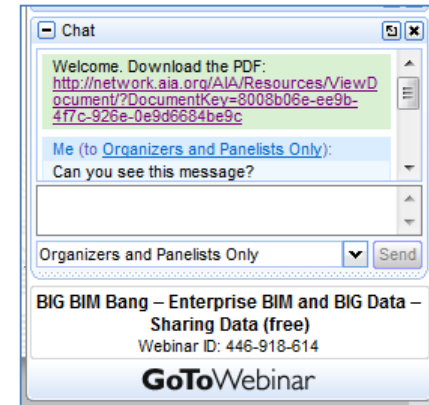 Chat
Welcome. Download the PDF:
http://network.aia.org/AIA/Resources/ViewD
ocument/?DocumentKey=8008b06e-ee9b-
4f7c-926e-0e9d6684be9c
Me (to Organizers and Panelists Only):
Can you see this message?
Organizers and Panelists Only
Send
BIG BIM Bang – Enterprise BIM and BIG Data –
Sharing Data (free)
Webinar ID: 446-918-614
GoToWebinar